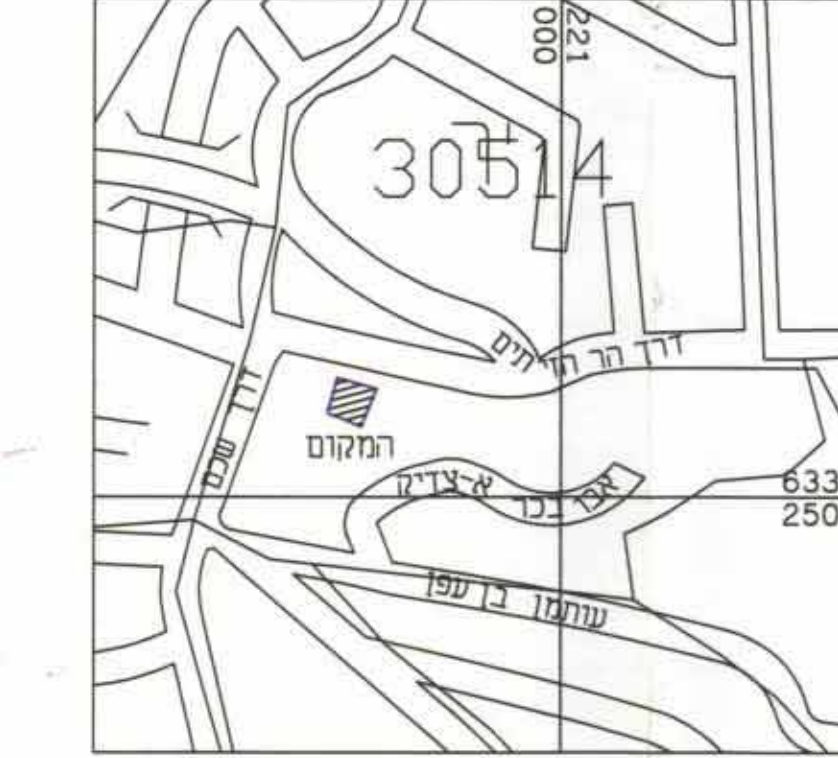 221
000
30514
דרך הר הזיתים
דרך שכם
המקום
אבו בכר א-צדיק
633
250
עותמן בן עפן